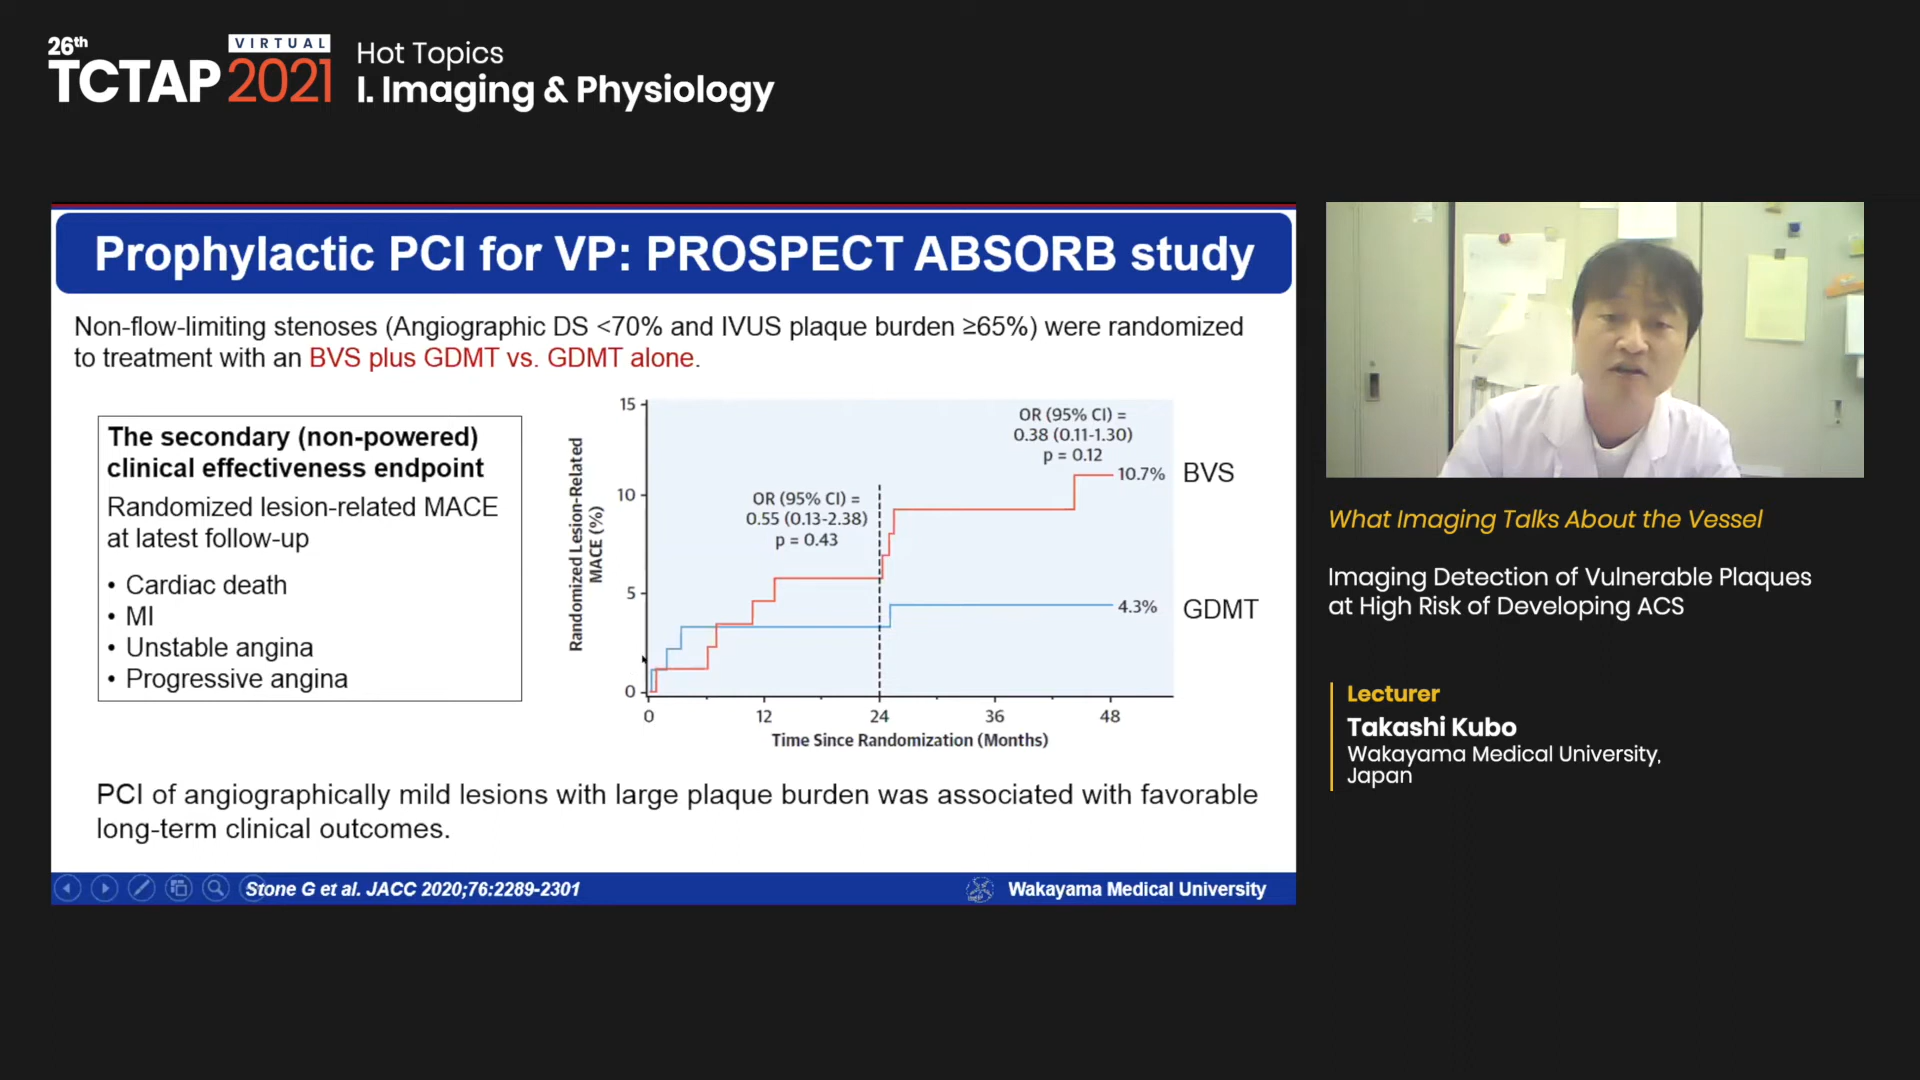 26th
VIRTUAL
TCTAP 2021
Hot Topics
I. Imaging & Physiology
Prophylactic PCI for VP: PROSPECT ABSORB study
Non-flow-limiting stenoses (Angiographic DS <70% and IVUS plaque burden ≥65%) were randomized
to treatment with an BVS plus GDMT vs. GDMT alone.
The secondary (non-powered)
clinical effectiveness endpoint
Randomized lesion-related MACE
at latest follow-up
• Cardiac death
• MI
• Unstable angina
• Progressive angina
Randomized Lesion-Related
MACE (%)
15
10
5
0
OR (95% CI) =
0.55 (0.13-2.38)
p = 0.43
OR (95% CI) =
0.38 (0.11-1.30)
p = 0.12
10.7%
BVS
4.3%
GDMT
0 12 24 36 48
Time Since Randomization (Months)
PCI of angiographically mild lesions with large plaque burden was associated with favorable
long-term clinical outcomes.
Stone G et al. JACC 2020;76:2289-2301
Wakayama Medical University
What Imaging Talks About the Vessel
Imaging Detection of Vulnerable Plaques
at High Risk of Developing ACS
Lecturer
Takashi Kubo
Wakayama Medical University,
Japan